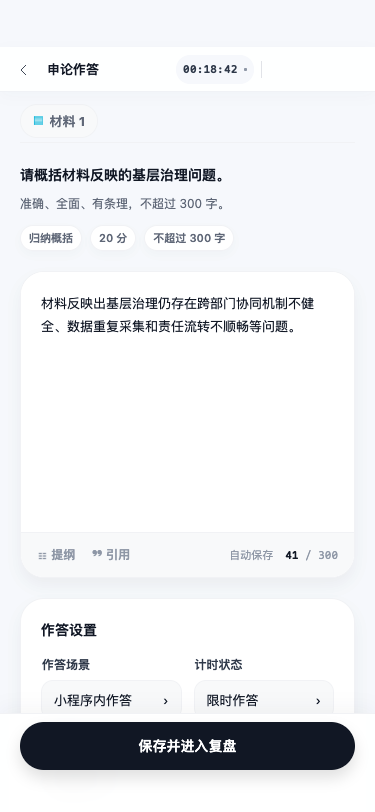 申论作答
00:18:42
材料 1
请概括材料反映的基层治理问题。
准确、全面、有条理，不超过 300 字。
归纳概括 20 分 不超过 300 字
材料反映出基层治理仍存在跨部门协同机制不健
全、数据重复采集和责任流转不顺畅等问题。
提纲 引用 自动保存 41 / 300
作答设置
作答场景 计时状态
小程序内作答 › 限时作答 ›
保存并进入复盘